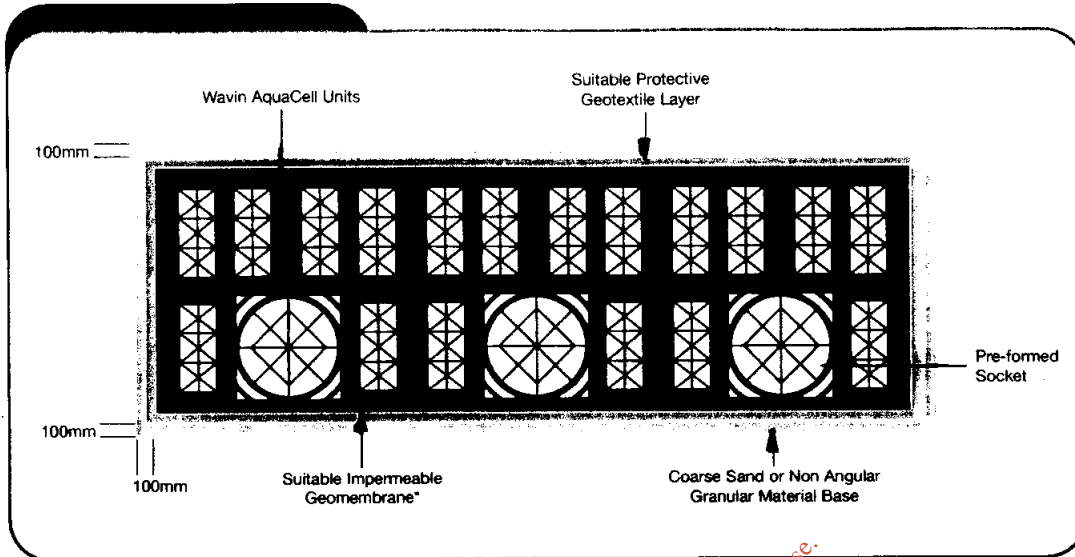 Suitable Protective
Geotextile Layer
Wavin AquaCell Units
100mm
Pre-formed
Socket
100mm
100mm
Suitable Impermeable
Geomembrane*
Coarse Sand or Non Angular
Granular Material Base